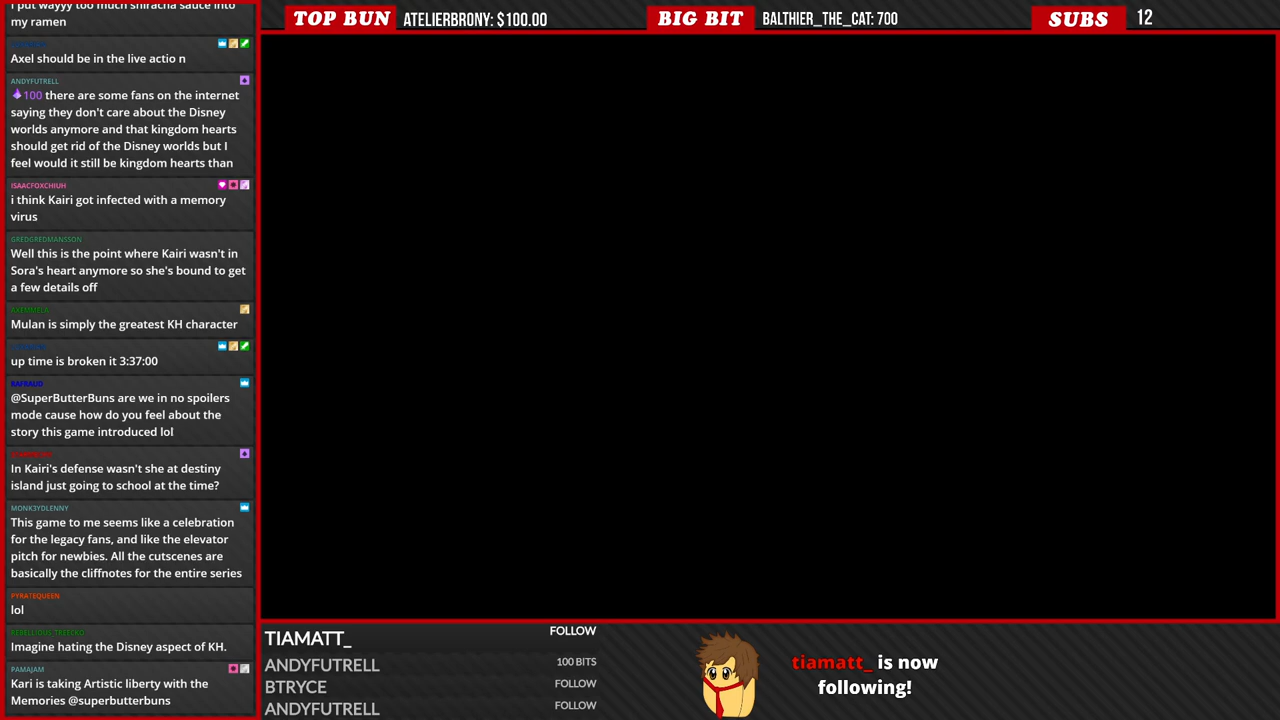 i put wayyy too much shiracha sauce into
my ramen
Axel should be in the live actio n
ANDYFUTRELL
100 there are some fans on the internet
saying they don't care about the Disney
worlds anymore and that kingdom hearts
should get rid of the Disney worlds but I
feel would it still be kingdom hearts than
ISAACFOXCHIUH
i think Kairi got infected with a memory
virus
GREDGREDMANSSON
Well this is the point where Kairi wasn't in
Sora's heart anymore so she's bound to get
a few details off
Mulan is simply the greatest KH character
up time is broken it 3:37:00
RAFRAUD
@SuperButterBuns are we in no spoilers
mode cause how do you feel about the
story this game introduced lol
In Kairi's defense wasn't she at destiny
island just going to school at the time?
MONK3YDLENNY
This game to me seems like a celebration
for the legacy fans, and like the elevator
pitch for newbies. All the cutscenes are
basically the cliffnotes for the entire series
PYRATEQUEEN
lol
REBELLIOUS_TREECKO
Imagine hating the Disney aspect of KH.
PAMAJAM
Kari is taking Artistic liberty with the
Memories @superbutterbuns
TOP BUN ATELIERBRONY: $100.00
BIG BIT BALTHIER_THE_CAT: 700
SUBS 12
TIAMATT_ FOLLOW
ANDYFUTRELL 100 BITS
BTRYCE FOLLOW
ANDYFUTRELL FOLLOW
tiamatt_ is now
following!